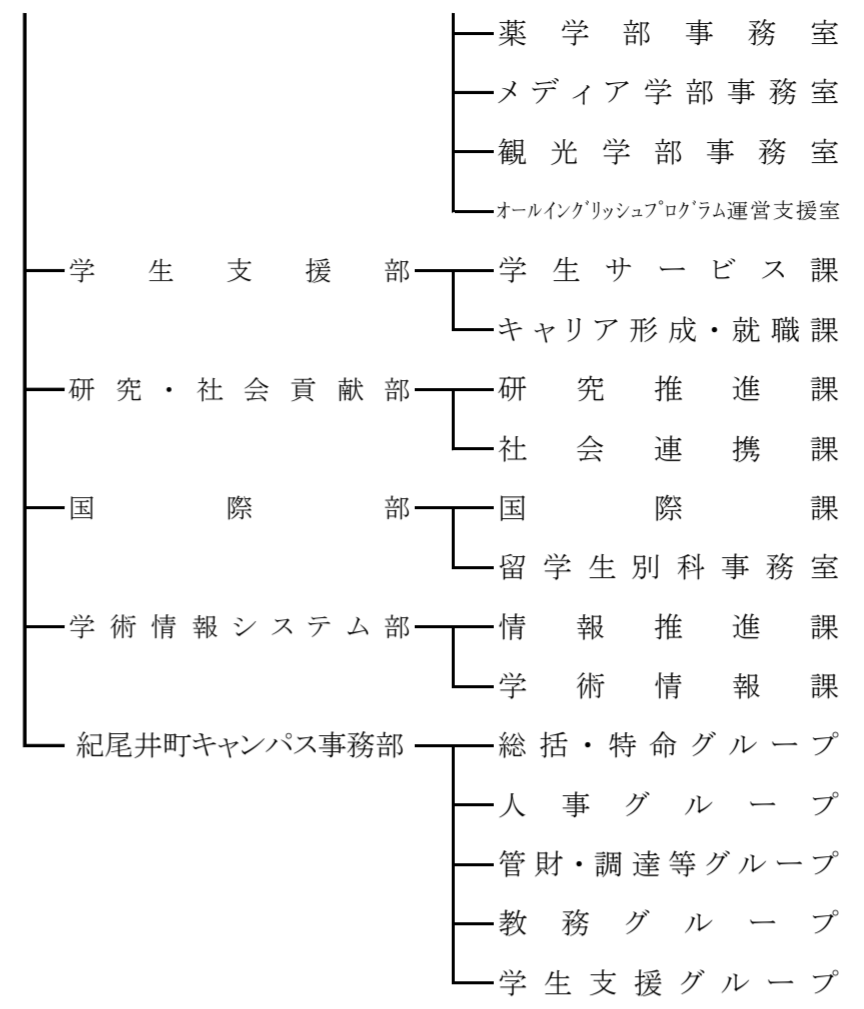 薬学部事務室
メディア学部事務室
観光学部事務室
オールイングリッシュプログラム運営支援室
学生支援部 学生サービス課
キャリア形成・就職課
研究・社会貢献部 研究推進課
社会連携課
国際部 国際課
留学生別科事務室
学術情報システム部 情報推進課
学術情報課
紀尾井町キャンパス事務部 総括・特命グループ
人事グループ
管財・調達等グループ
教務グループ
学生支援グループ